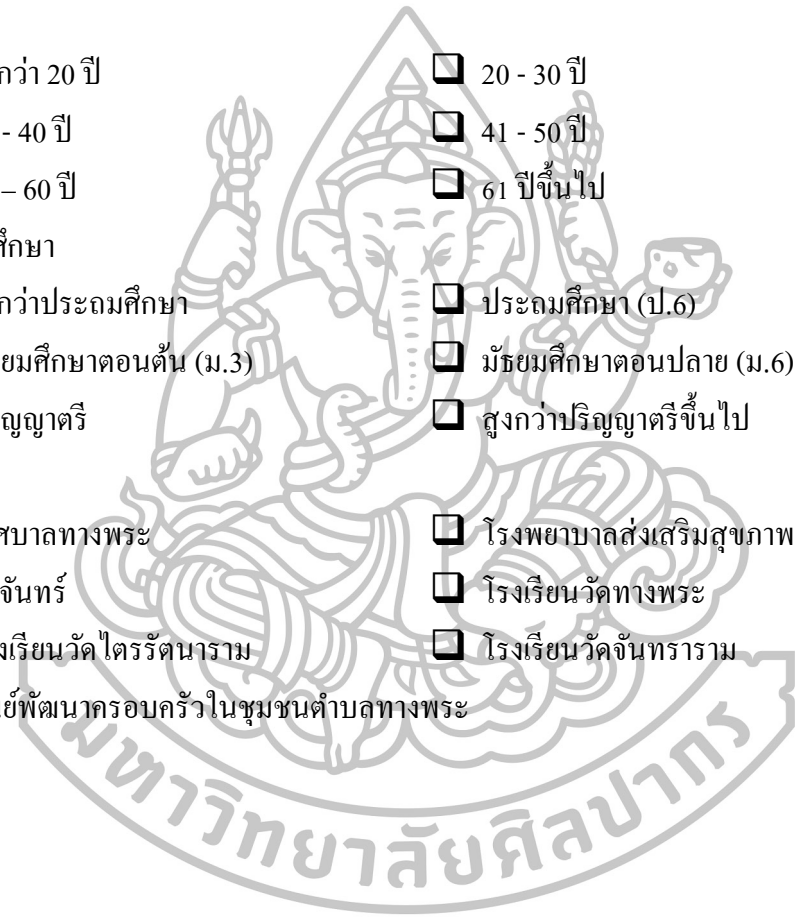 กว่า 20 ปี ❑ 20 - 30 ปี
- 40 ปี ❑ 41 - 50 ปี
– 60 ปี ❑ 61 ปีขึ้นไป
ศึกษา
กว่าประถมศึกษา ❑ ประถมศึกษา (ป.6)
ยมศึกษาตอนต้น (ม.3) ❑ มัธยมศึกษาตอนปลาย (ม.6)
ญญาตรี ❑ สูงกว่าปริญญาตรีขึ้นไป
ศบาลทางพระ ❑ โรงพยาบาลส่งเสริมสุขภาพ
จันทร์ ❑ โรงเรียนวัดทางพระ
งเรียนวัดไตรรัตนาราม ❑ โรงเรียนวัดจันทราราม
นย์พัฒนาครอบครัวในชุมชนตำบลทางพระ
มหาวิทยาลัยศิลปากร